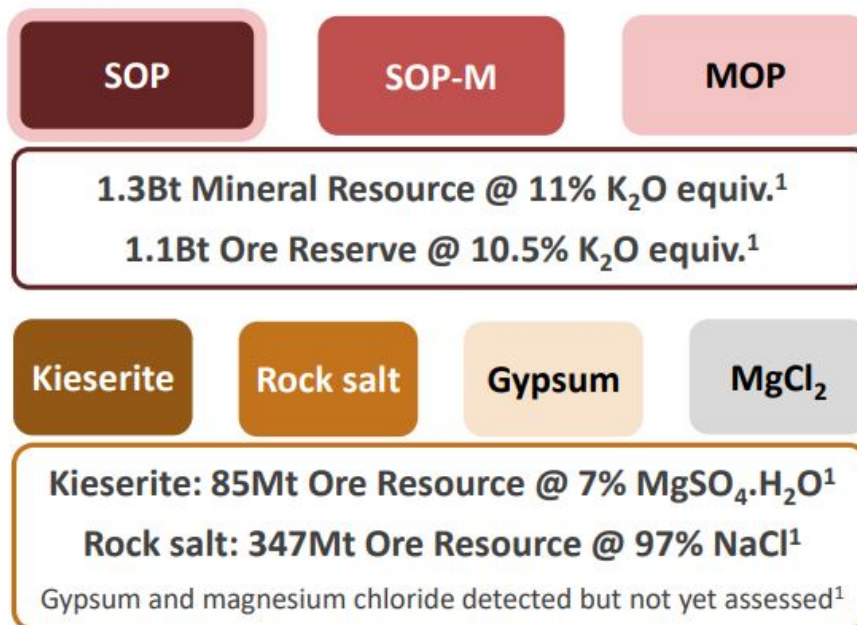 SOP SOP-M MOP
1.3Bt Mineral Resource @ 11% K₂O equiv.¹
1.1Bt Ore Reserve @ 10.5% K₂O equiv.¹
Kieserite Rock salt Gypsum MgCl₂
Kieserite: 85Mt Ore Resource @ 7% MgSO₄.H₂O¹
Rock salt: 347Mt Ore Resource @ 97% NaCl¹
Gypsum and magnesium chloride detected but not yet assessed¹